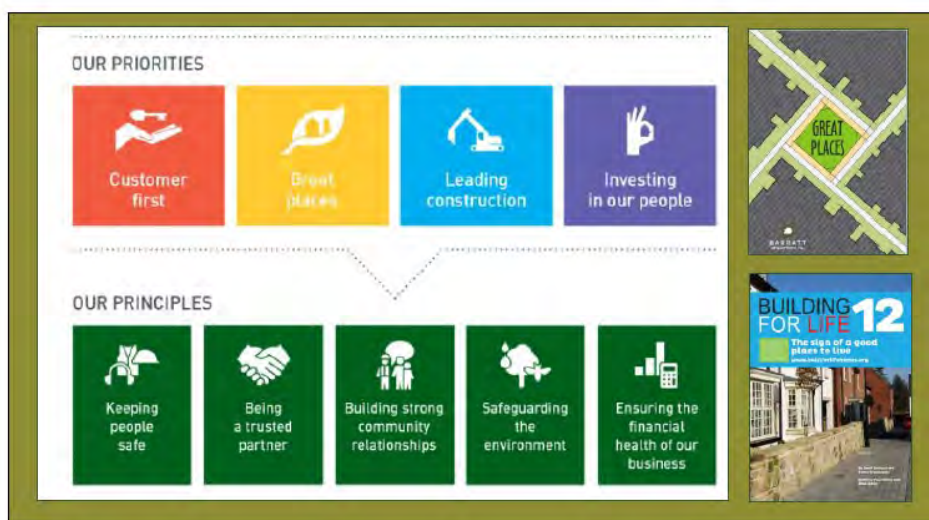 OUR PRIORITIES
Customer
first
Great
places
Leading
construction
Investing
in our people
OUR PRINCIPLES
Keeping
people
safe
Being
a trusted
partner
Building strong
community
relationships
Safeguarding
the
environment
Ensuring the
financial
health of our
business
GREAT
PLACES
BARRATT
BUILDING
FOR LIFE 12
The sign of a good
place to live